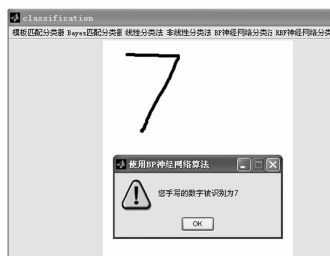 classification
模板匹配分类器 Bayes匹配分类器 线性分类法 非线性分类法 BP神经网络分类法 RBF神经网络分类
7
使用BP神经网络算法
您手写的数字被识别为7
OK